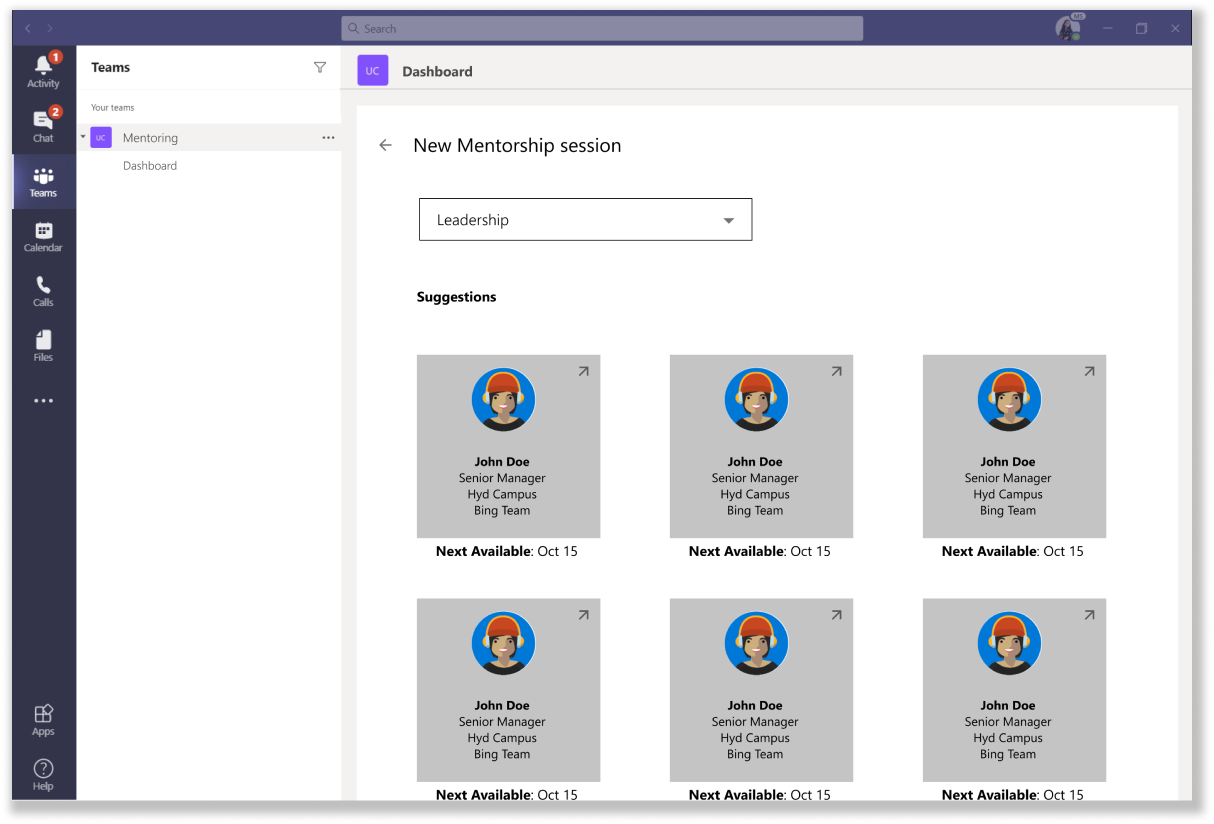 Search
MS
1
Activity
2
Chat
Teams
Calendar
Calls
Files
Apps
Help
Teams
Your teams
UC Mentoring
Dashboard
UC Dashboard
New Mentorship session
Leadership
Suggestions
John Doe
Senior Manager
Hyd Campus
Bing Team
Next Available: Oct 15
John Doe
Senior Manager
Hyd Campus
Bing Team
Next Available: Oct 15
John Doe
Senior Manager
Hyd Campus
Bing Team
Next Available: Oct 15
John Doe
Senior Manager
Hyd Campus
Bing Team
Next Available: Oct 15
John Doe
Senior Manager
Hyd Campus
Bing Team
Next Available: Oct 15
John Doe
Senior Manager
Hyd Campus
Bing Team
Next Available: Oct 15